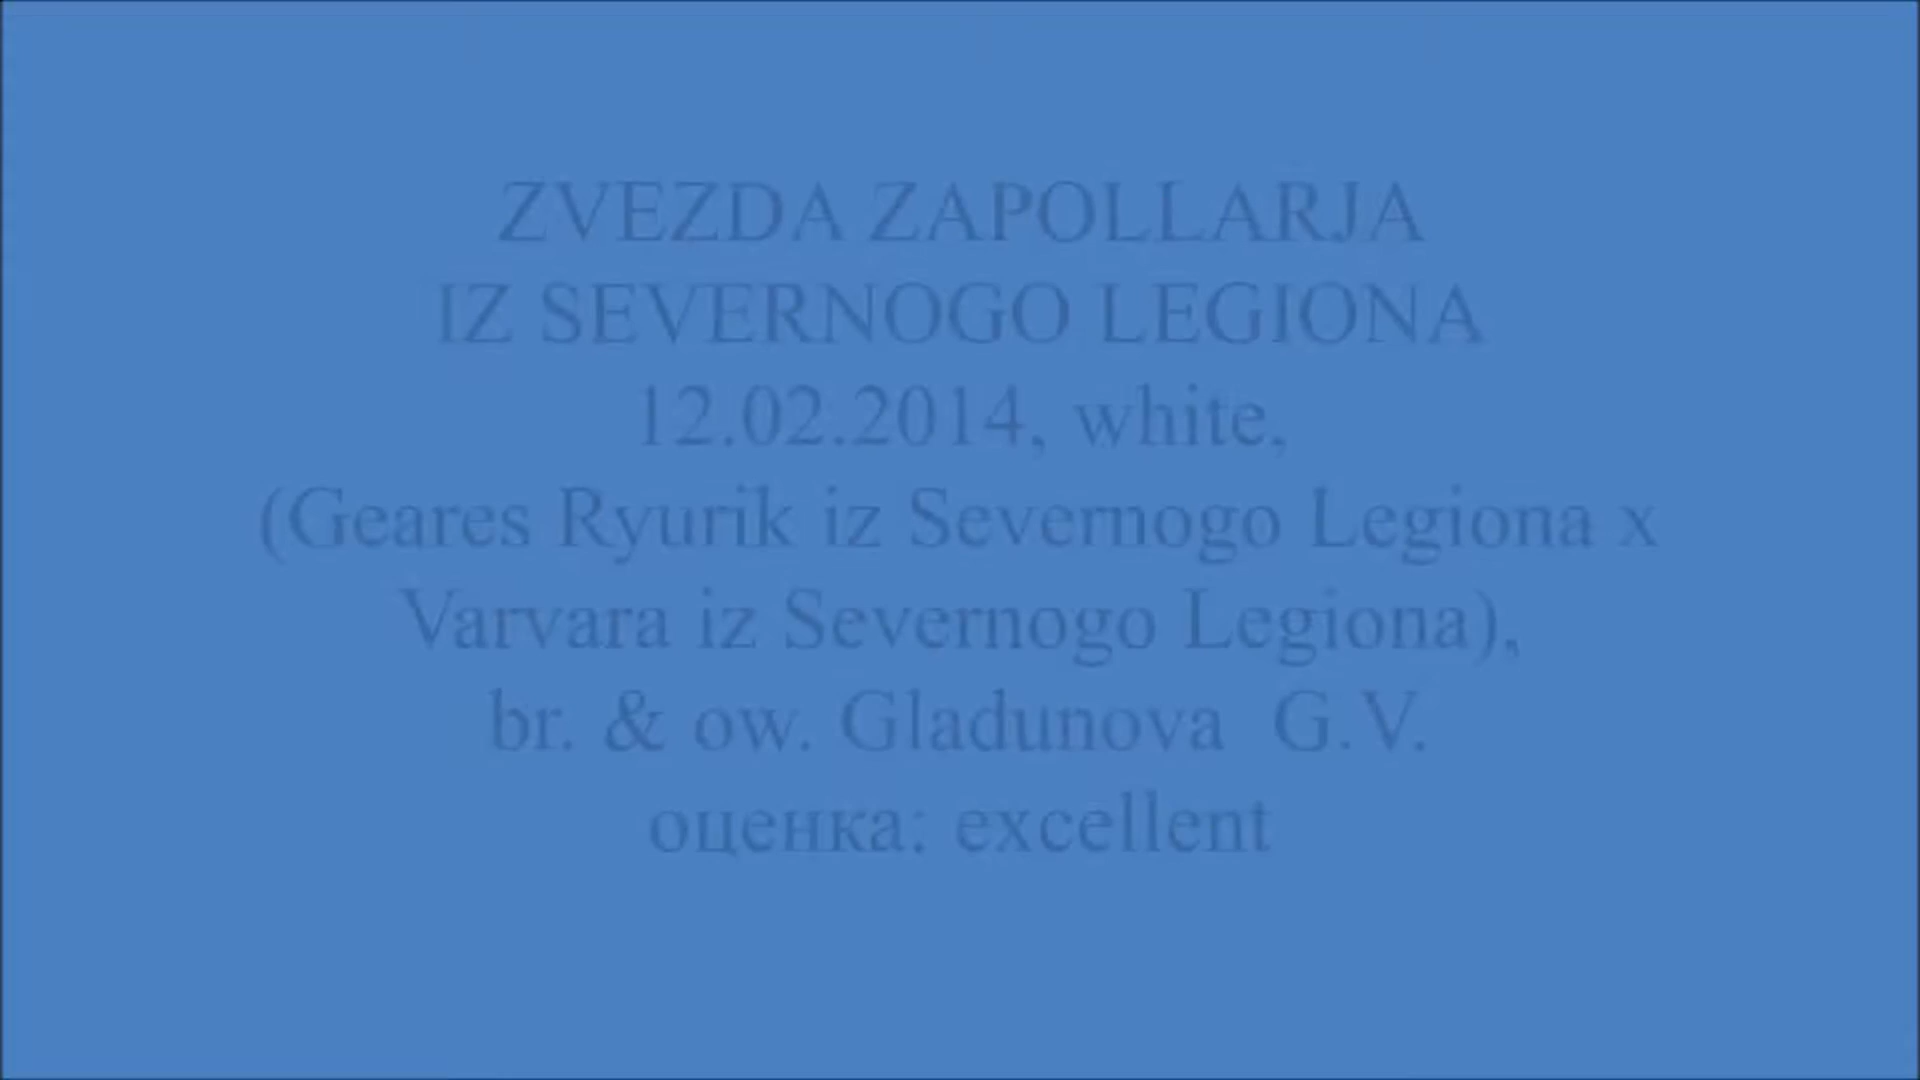 ZVEZDA ZAPOLLARJA
IZ SEVERNOGO LEGIONA
12.02.2014, white,
(Geares Ryurik iz Severnogo Legiona x
Varvara iz Severnogo Legiona),
br. & ow. Gladunova  G.V.
оценка: excellent